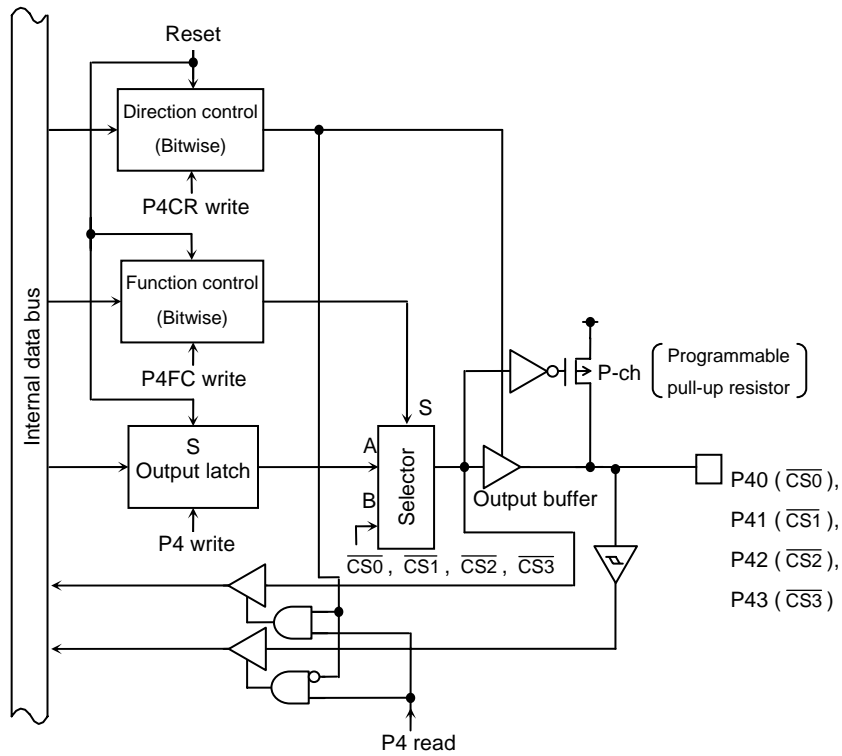 Reset
Direction control
(Bitwise)
P4CR write
Function control
(Bitwise)
P4FC write
Internal data bus
S
Output latch
P4 write
S
A
B
Selector
C̅S̅0̅, C̅S̅1̅, C̅S̅2̅, C̅S̅3̅
Output buffer
P-ch
Programmable
pull-up resistor
P40 (C̅S̅0̅),
P41 (C̅S̅1̅),
P42 (C̅S̅2̅),
P43 (C̅S̅3̅)
P4 read